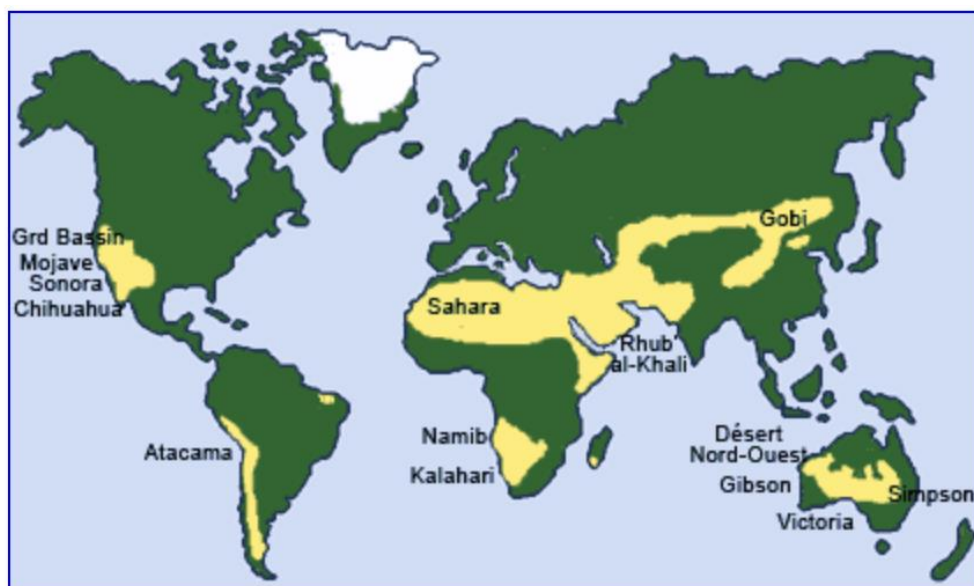 Gobi
Grd Bassin
Mojave
Sonora
Chihuahua
Sahara
'Rhub'
al-Khali
Atacama
Namib
Kalahari
Désert
Nord-Ouest
Gibson
Simpson
Victoria